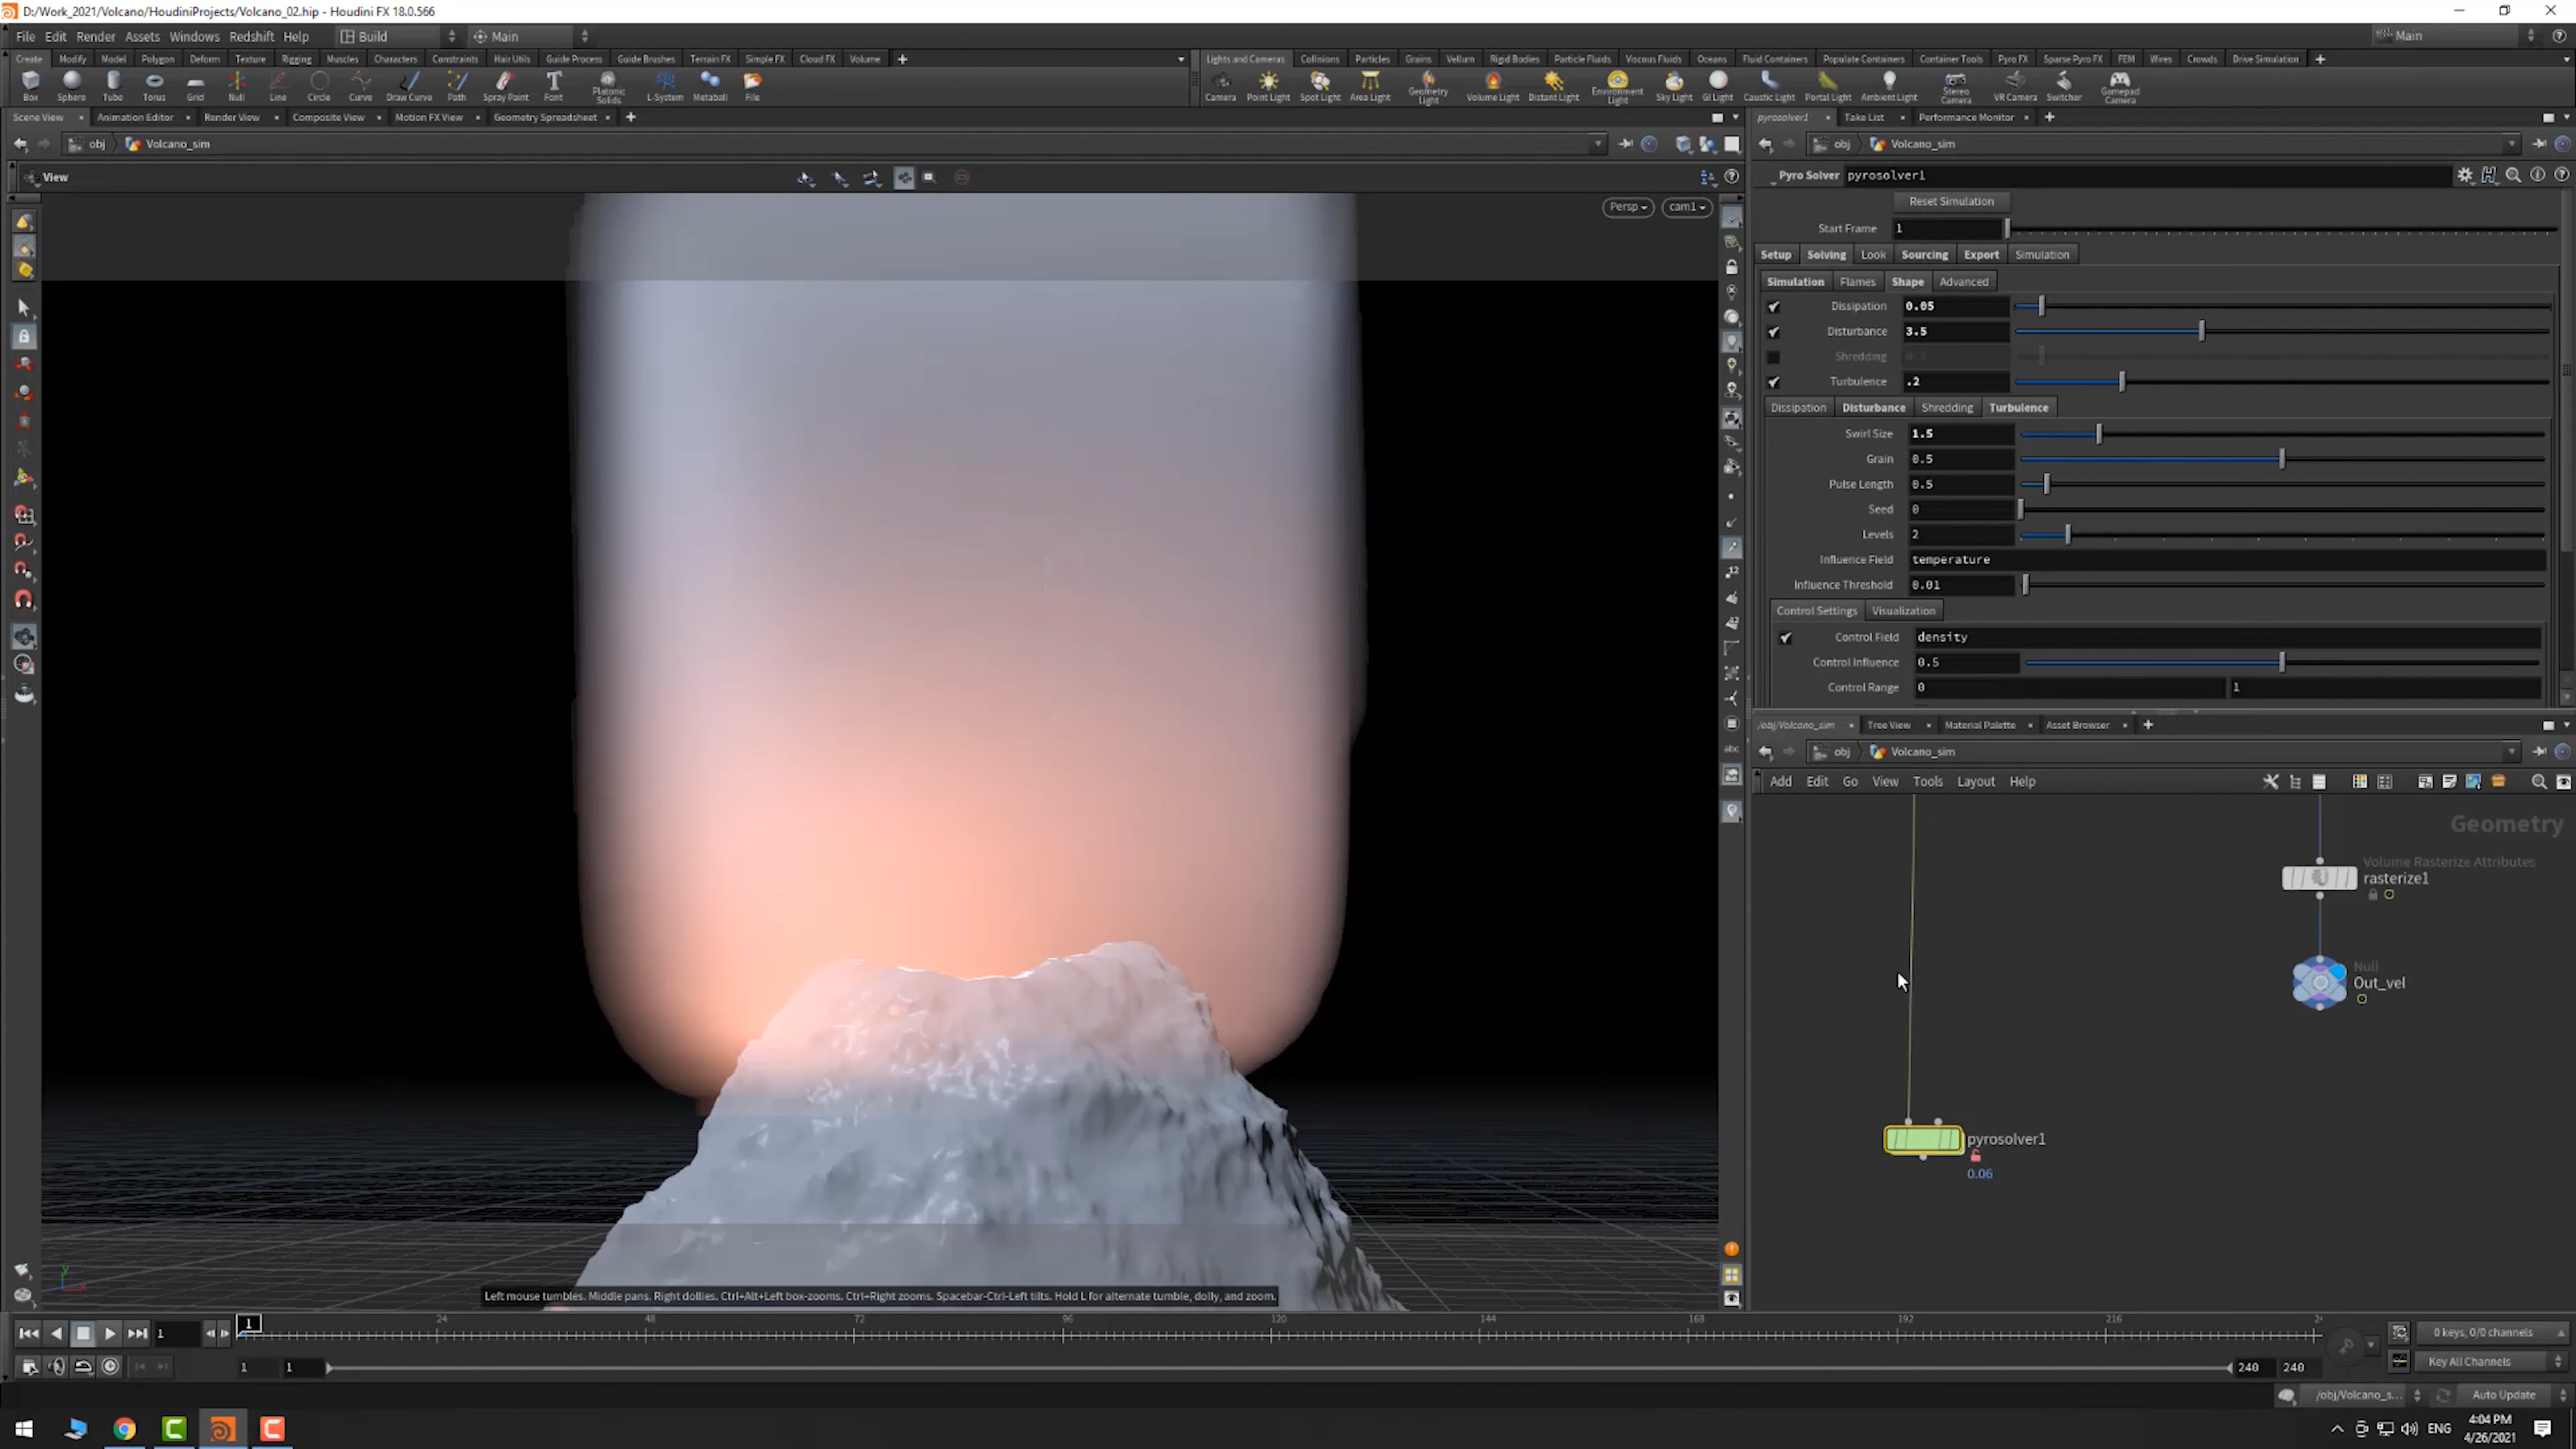 D:/Work_2021/Volcano/HoudiniProjects/Volcano_02.hip - Houdini FX 18.0.566
File Edit Render Assets Windows Redshift Help Build Main Main
Create Modify Model Polygon Deform Texture Rigging Muscles Characters Constraints Hair Utils Guide Process Guide Brushes Terrain FX Simple FX Cloud FX Volume
Lights and Cameras Collisions Particles Grains Vellum Rigid Bodies Particle Fluids Viscous Fluids Oceans Fluid Containers Populate Containers Container Tools Pyro FX Sparse Pyro FX FEM Wires Crowds Drive Simulation
Box Sphere Tube Torus Grid Null Line Circle Curve Draw Curve Path Spray Paint Font Platonic Solids L-System Metaball File
Camera Point Light Spot Light Area Light Geometry Light Volume Light Distant Light Environment Light Sky Light GI Light Caustic Light Portal Light Ambient Light Stereo Camera VR Camera Switcher Gamepad Camera
Scene View Animation Editor Render View Composite View Motion FX View Geometry Spreadsheet
pyrosolver1 Take List Performance Monitor
obj Volcano_sim
obj Volcano_sim
View
Persp cam1
Pyro Solver pyrosolver1
Reset Simulation
Start Frame 1
Setup Solving Look Sourcing Export Simulation
Simulation Flames Shape Advanced
Dissipation 0.05
Disturbance 3.5
Shredding
Turbulence .2
Dissipation Disturbance Shredding Turbulence
Swirl Size 1.5
Grain 0.5
Pulse Length 0.5
Seed 0
Levels 2
Influence Field temperature
Influence Threshold 0.01
Control Settings Visualization
Control Field density
Control Influence 0.5
Control Range 0 1
/obj/Volcano_sim Tree View Material Palette Asset Browser
obj Volcano_sim
Add Edit Go View Tools Layout Help
Geometry
Volume Rasterize Attributes
rasterize1
Null
Out_vel
pyrosolver1
0.06
Left mouse tumbles. Middle pans. Right dollies. Ctrl+Alt+Left box-zooms. Ctrl+Right zooms. Spacebar-Ctrl-Left tilts. Hold L for alternate tumble, dolly, and zoom.
1 1 24 48 72 96 120 144 168 192 216
0 keys, 0/0 channels
1 1 240 240
Key All Channels
/obj/Volcano_s... Auto Update
ENG
4:04 PM
4/26/2021